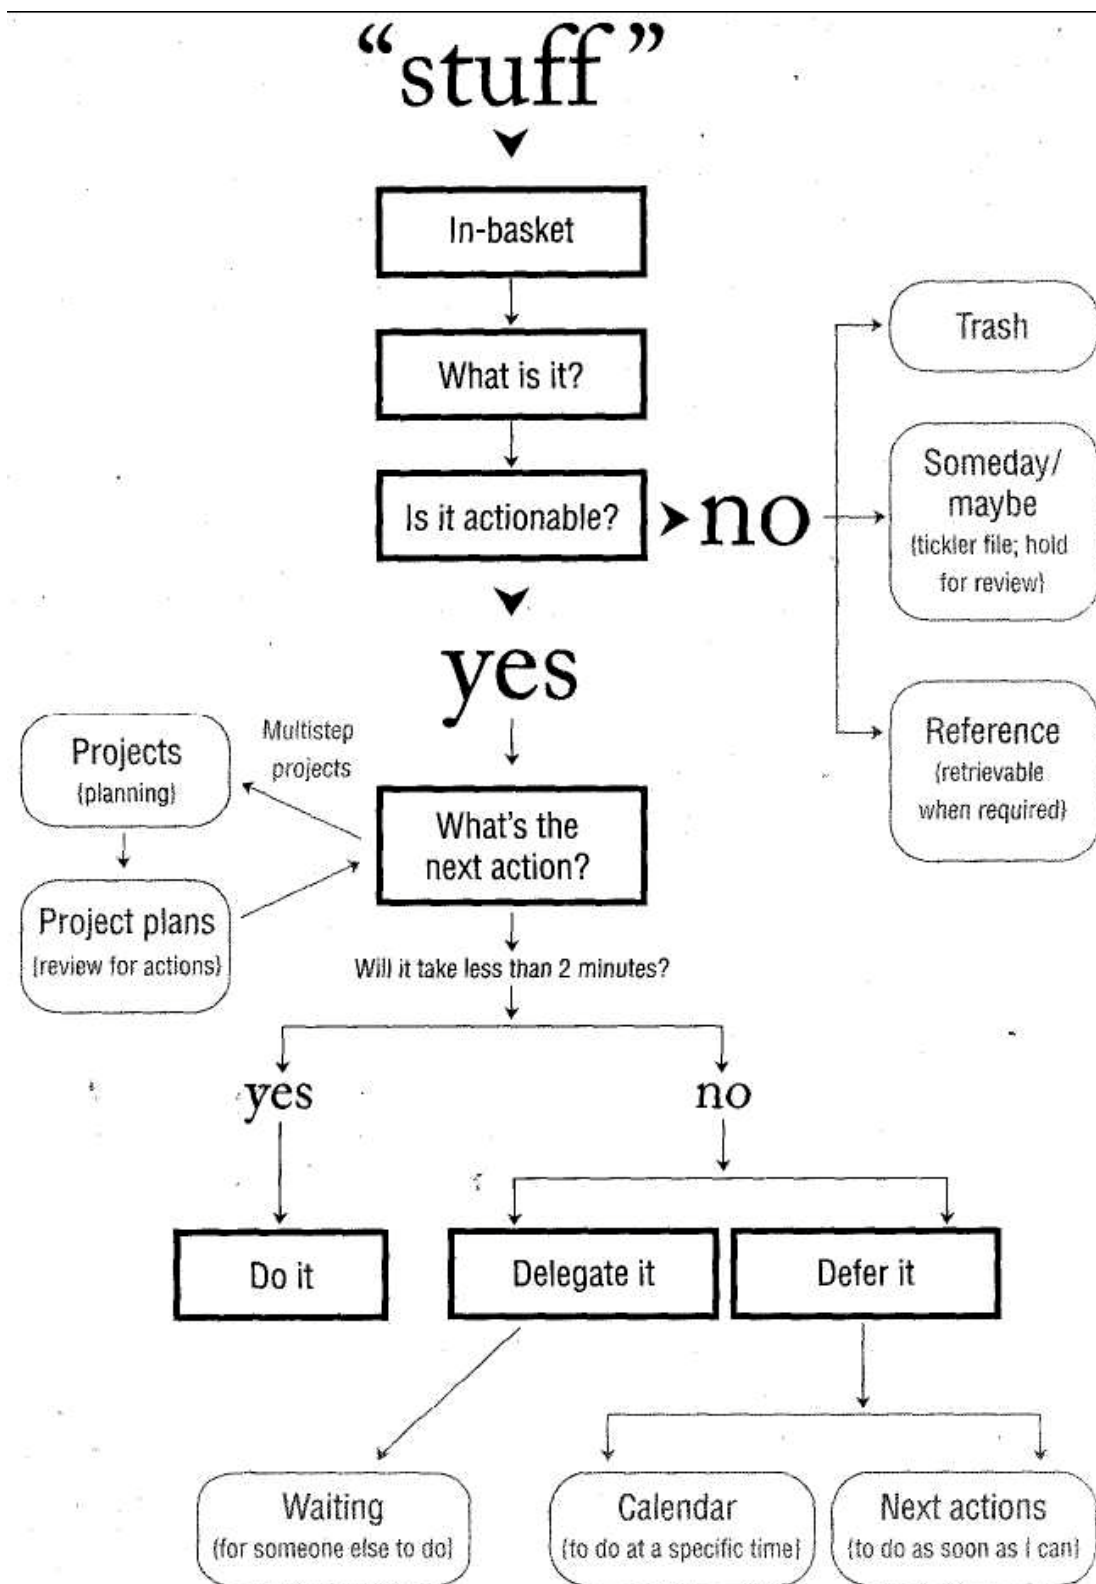 “stuff”
In-basket
What is it?
Trash
Is it actionable?
no
Someday/
maybe
{tickler file; hold
for review}
yes
Reference
{retrievable
when required}
Multistep
projects
Projects
{planning}
What's the
next action?
Project plans
{review for actions}
Will it take less than 2 minutes?
yes
no
Do it
Delegate it
Defer it
Waiting
{for someone else to do}
Calendar
{to do at a specific time}
Next actions
{to do as soon as I can}